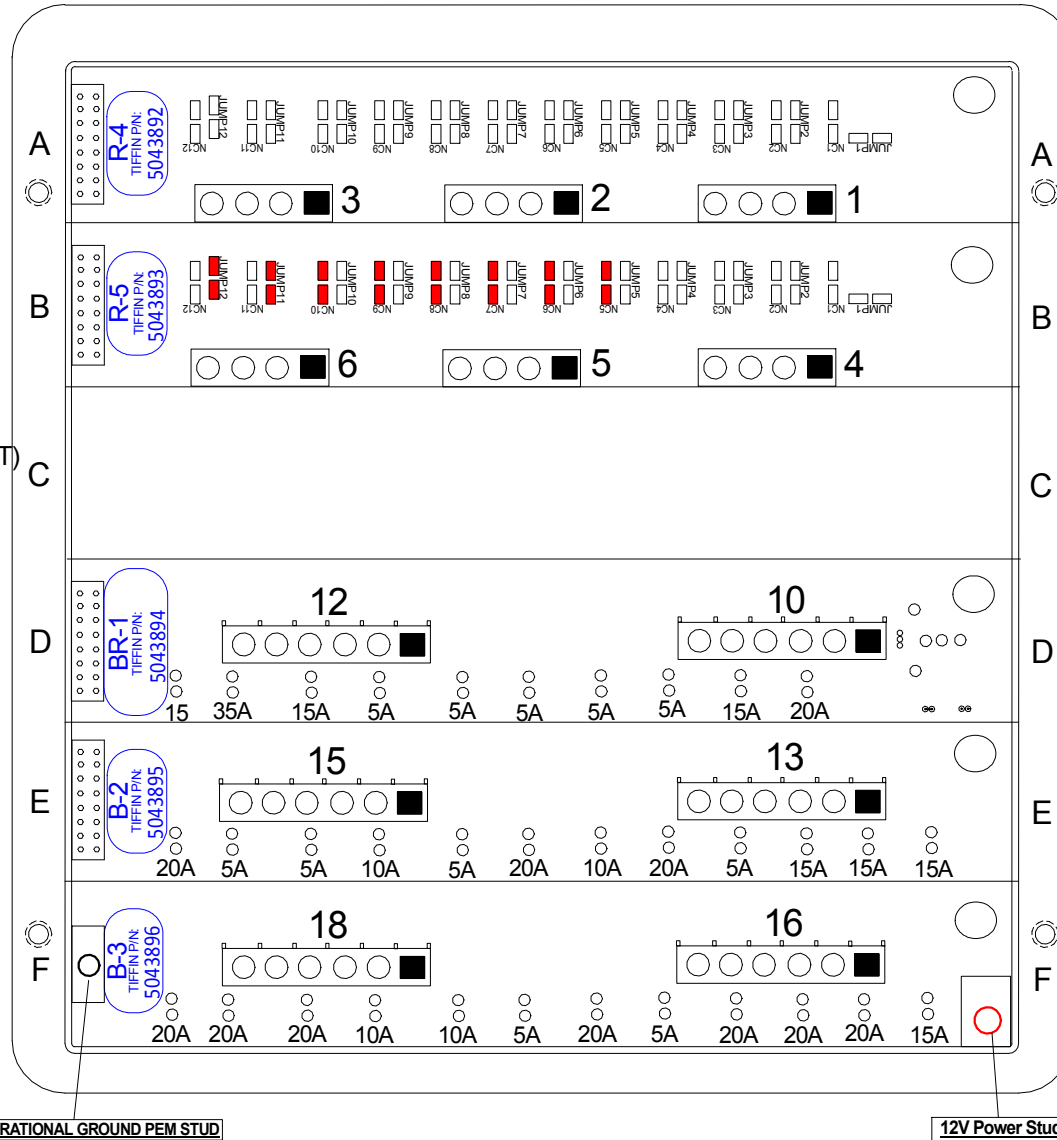 A
R-4
TIFFIN P/N:
5043892
JUMP12 JUMP11 JUMP10 JUMP9 JUMP8 JUMP7 JUMP6 JUMP5 JUMP4 JUMP3 JUMP2 JUMP1
NC12 NC11 NC10 NC9 NC8 NC7 NC6 NC5 NC4 NC3 NC2 NC1
A
3 2 1
B
R-5
TIFFIN P/N:
5043893
JUMP12 JUMP11 JUMP10 JUMP9 JUMP8 JUMP7 JUMP6 JUMP5 JUMP4 JUMP3 JUMP2 JUMP1
NC12 NC11 NC10 NC9 NC8 NC7 NC6 NC5 NC4 NC3 NC2 NC1
B
6 5 4
T)
C C
D
BR-1
TIFFIN P/N:
5043894
12 10
D
15 35A 15A 5A 5A 5A 5A 5A 15A 20A
E
B-2
TIFFIN P/N:
5043895
15 13
E
20A 5A 5A 10A 5A 20A 10A 20A 5A 15A 15A 15A
F
B-3
TIFFIN P/N:
5043896
18 16
F
20A 20A 20A 10A 10A 5A 20A 5A 20A 20A 20A 15A
RATIONAL GROUND PEM STUD
12V Power Stud